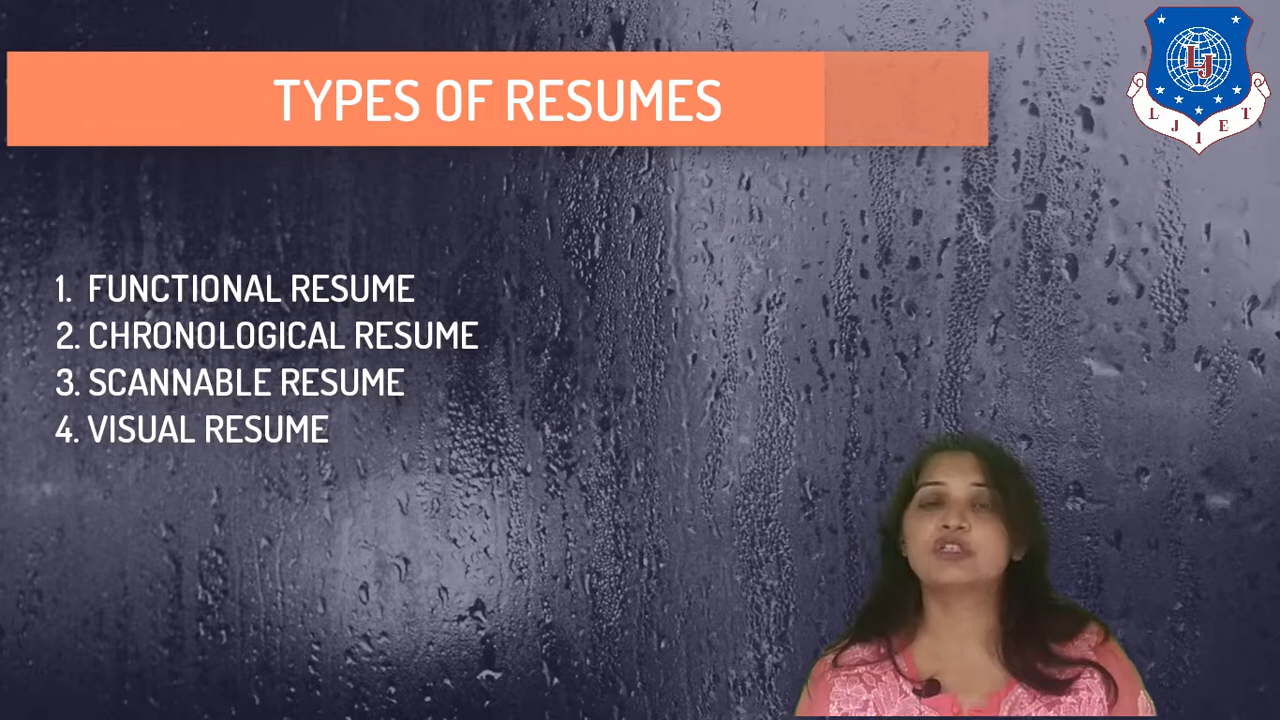 TYPES OF RESUMES
LJ
L J I E T
1. FUNCTIONAL RESUME
2. CHRONOLOGICAL RESUME
3. SCANNABLE RESUME
4. VISUAL RESUME